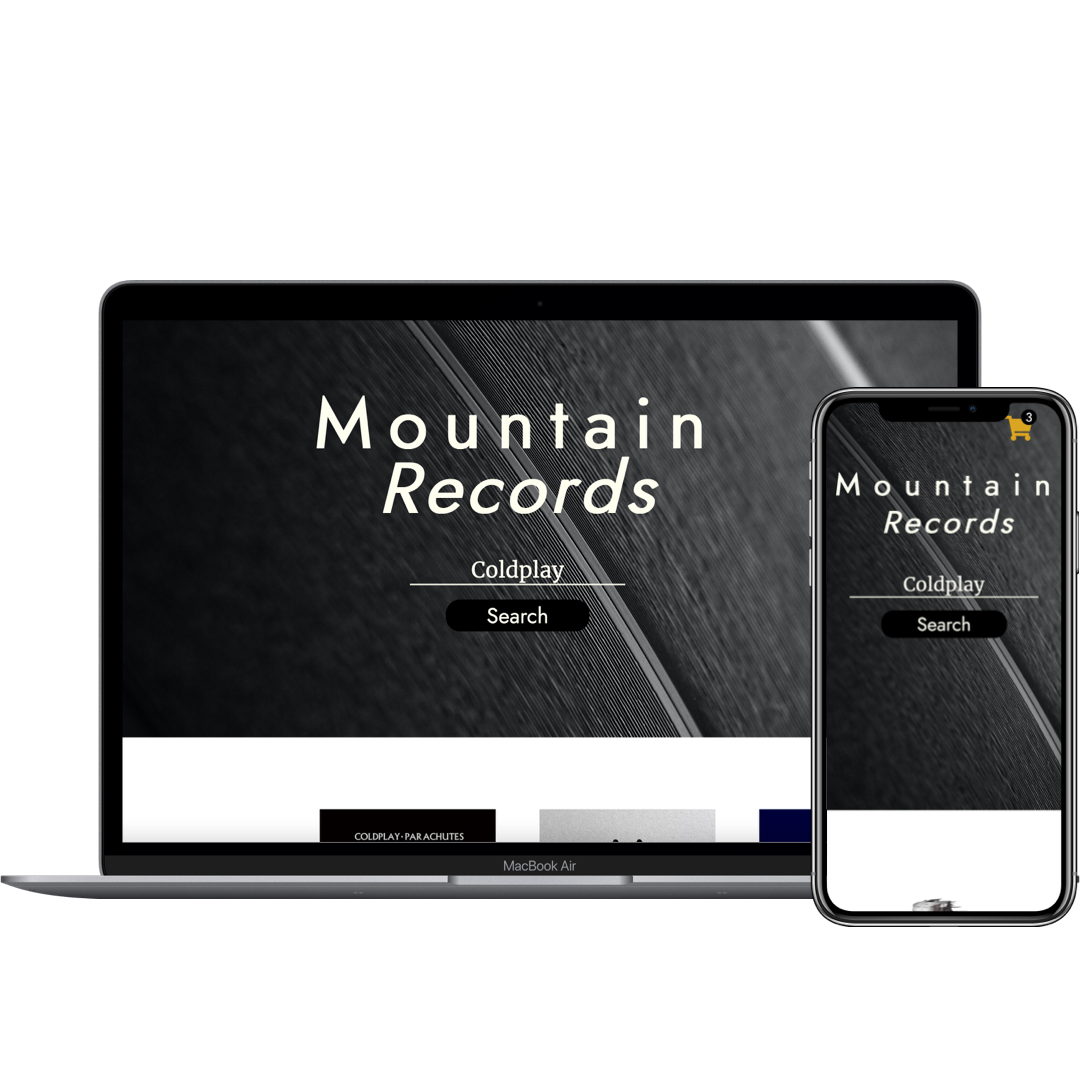 Mountain
Records
Coldplay
Search
COLDPLAY·PARACHUTES
MacBook Air
3
Mountain
Records
Coldplay
Search